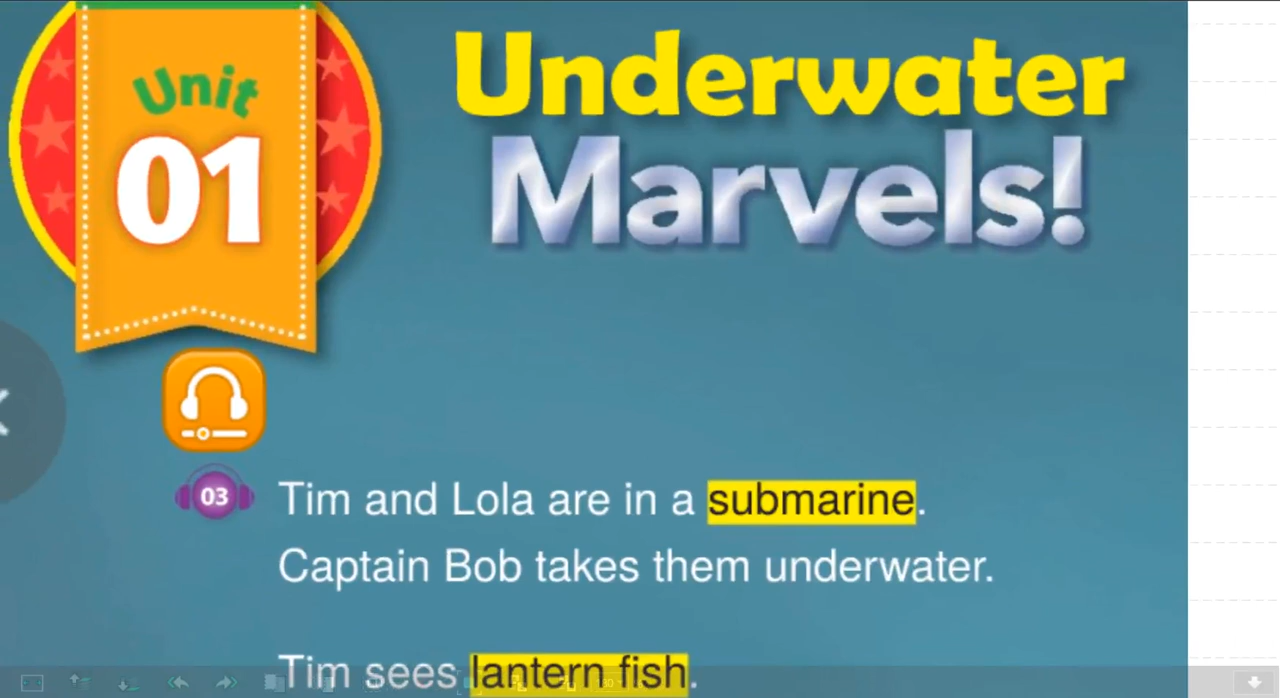 Unit
01
Underwater
Marvels!
03
Tim and Lola are in a submarine.
Captain Bob takes them underwater.
Tim sees lantern fish.